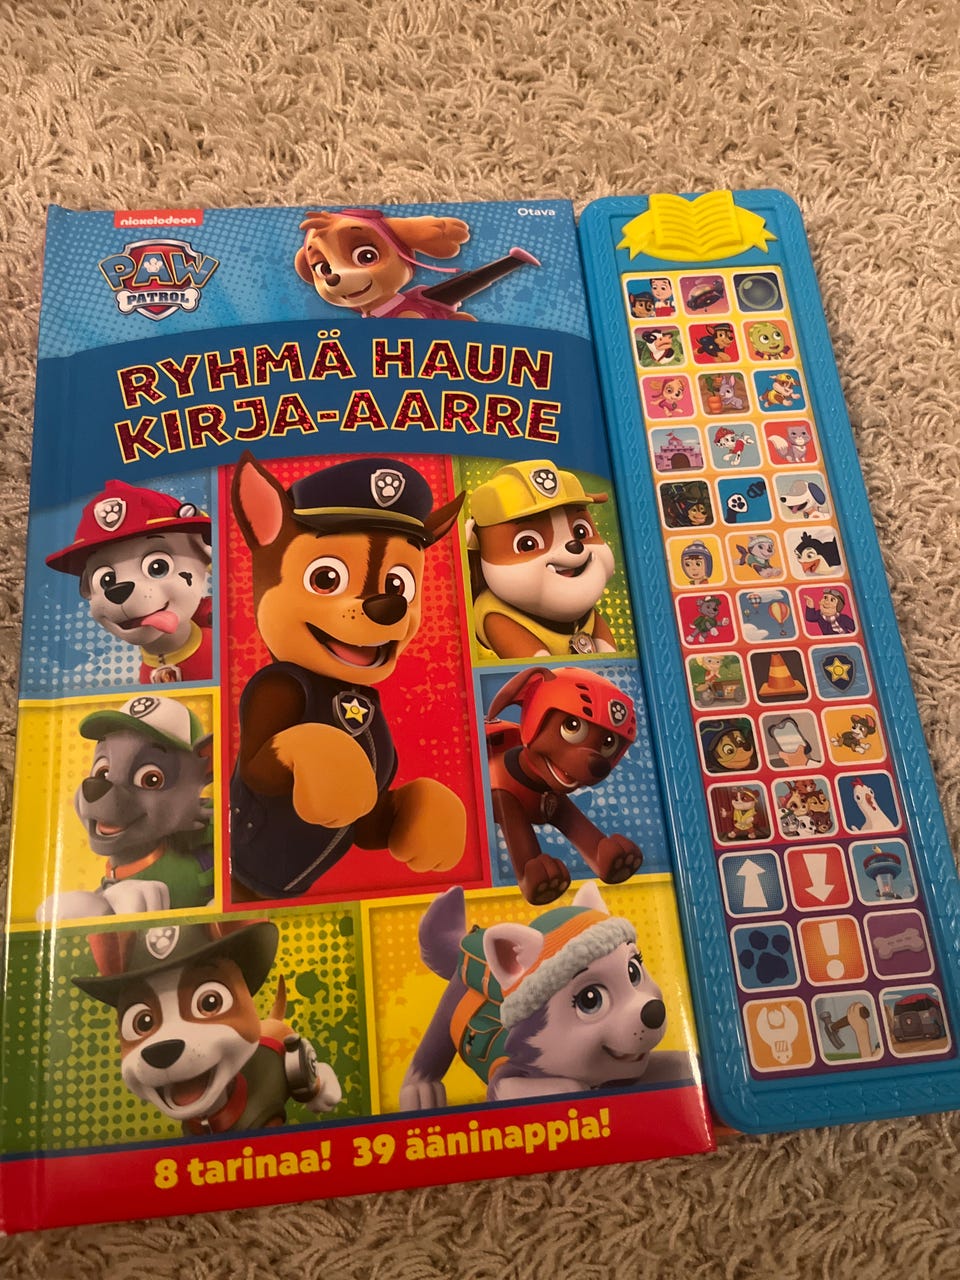 nickelodeon
Otava
PAW
PATROL
RYHMÄ HAUN
KIRJA-AARRE
8 tarinaa! 39 ääninappia!